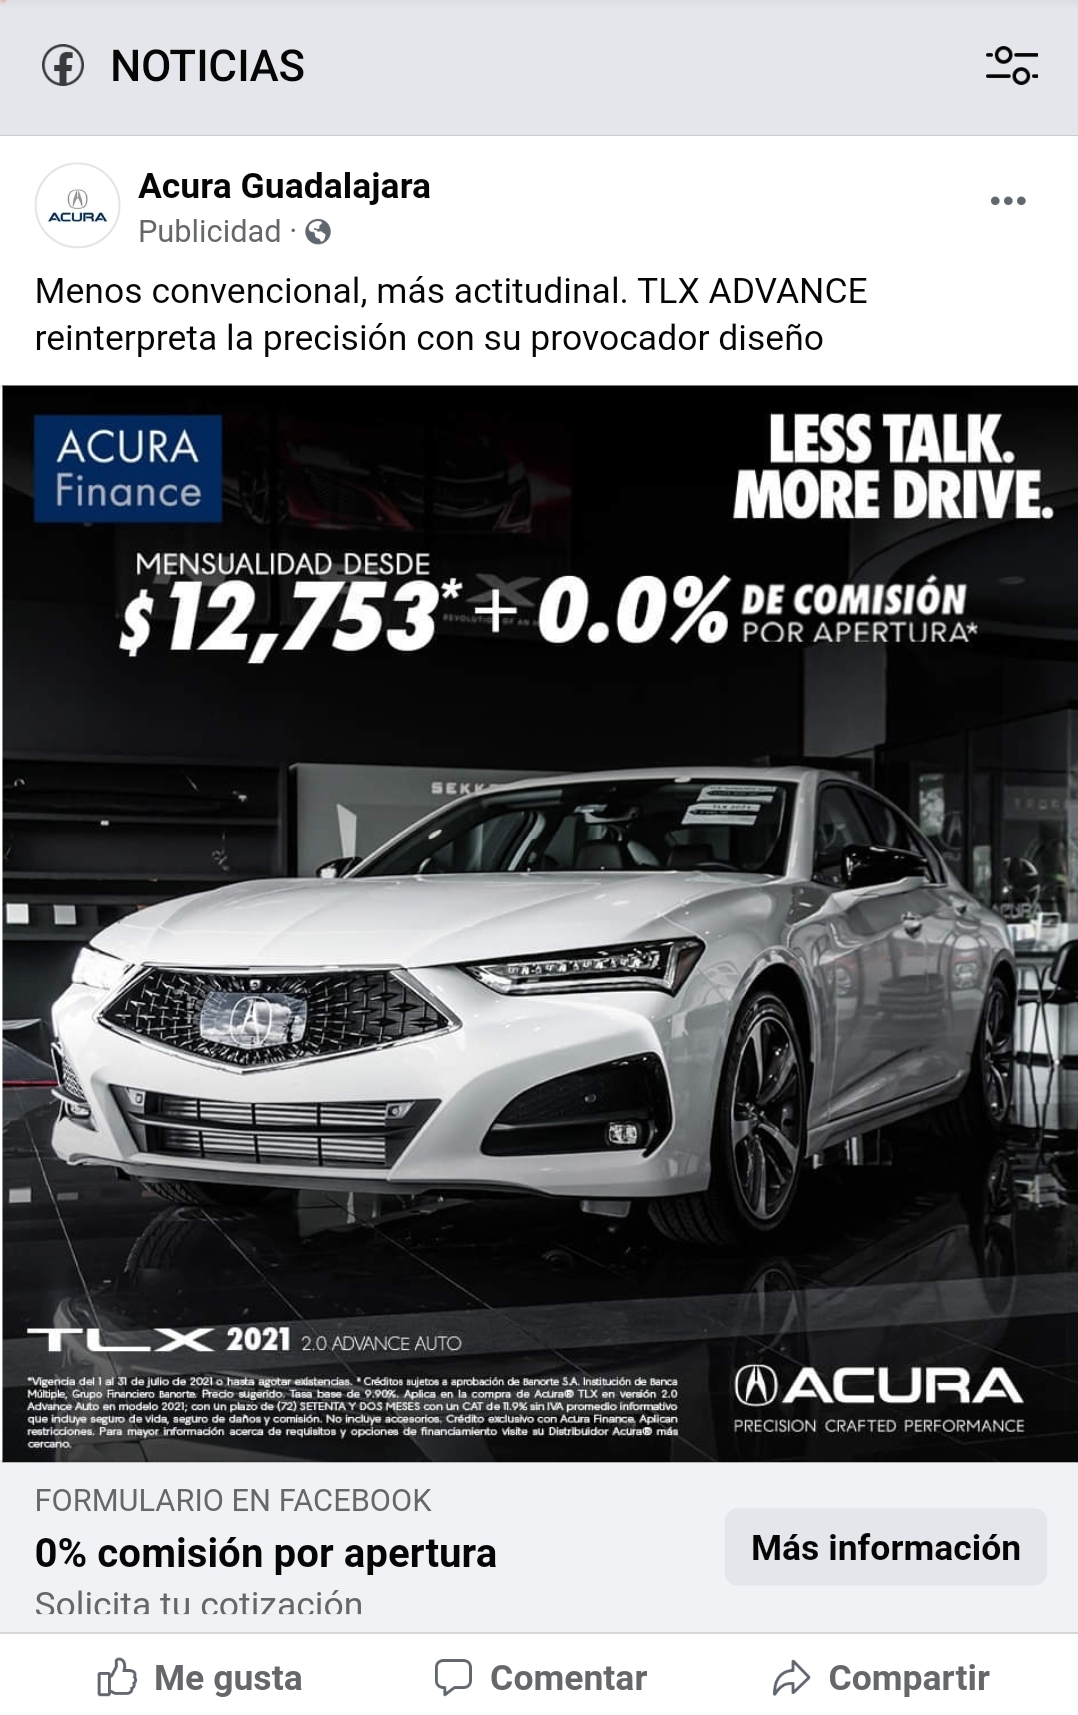 NOTICIAS
Acura Guadalajara
ACURA
Publicidad ·
Menos convencional, más actitudinal. TLX ADVANCE
reinterpreta la precisión con su provocador diseño
ACURA
Finance
LESS TALK.
MORE DRIVE.
MENSUALIDAD DESDE
$12,753* + 0.0% DE COMISIÓN
POR APERTURA*
SEKK
ACURA
TLX 2021 2.0 ADVANCE AUTO
*Vigencia del 1 al 31 de julio de 2021 o hasta agotar existencias. * Créditos sujetos a aprobación de Banorte S.A. Institución de Banca
Múltiple, Grupo Financiero Banorte. Precio sugerido. Tasa base de 9.90%. Aplica en la compra de Acura® TLX en versión 2.0
Advance Auto en modelo 2021; con un plazo de (72) SETENTA Y DOS MESES con un CAT de 11.9% sin IVA promedio informativo
que incluye seguro de vida, seguro de daños y comisión. No incluye accesorios. Crédito exclusivo con Acura Finance. Aplican
restricciones. Para mayor información acerca de requisitos y opciones de financiamiento visite su Distribuidor Acura® más
cercano.
ACURA
PRECISION CRAFTED PERFORMANCE
FORMULARIO EN FACEBOOK
0% comisión por apertura
Más información
Solicita tu cotización
Me gusta
Comentar
Compartir